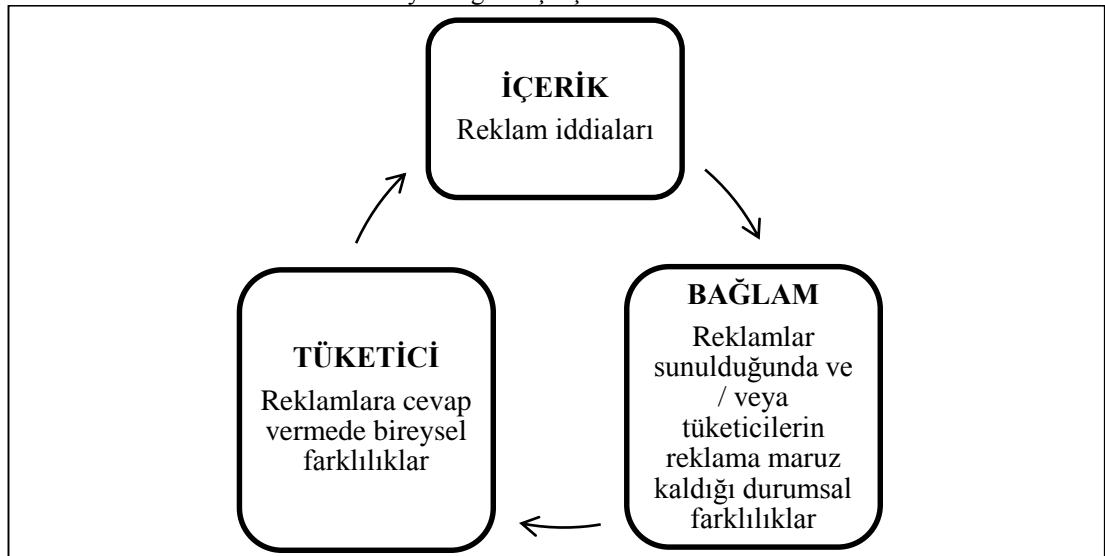 İÇERİK
Reklam iddiaları
BAĞLAM
Reklamlar
sunulduğunda ve
/ veya
tüketicilerin
reklama maruz
kaldığı durumsal
farklılıklar
TÜKETİCİ
Reklamlara cevap
vermede bireysel
farklılıklar